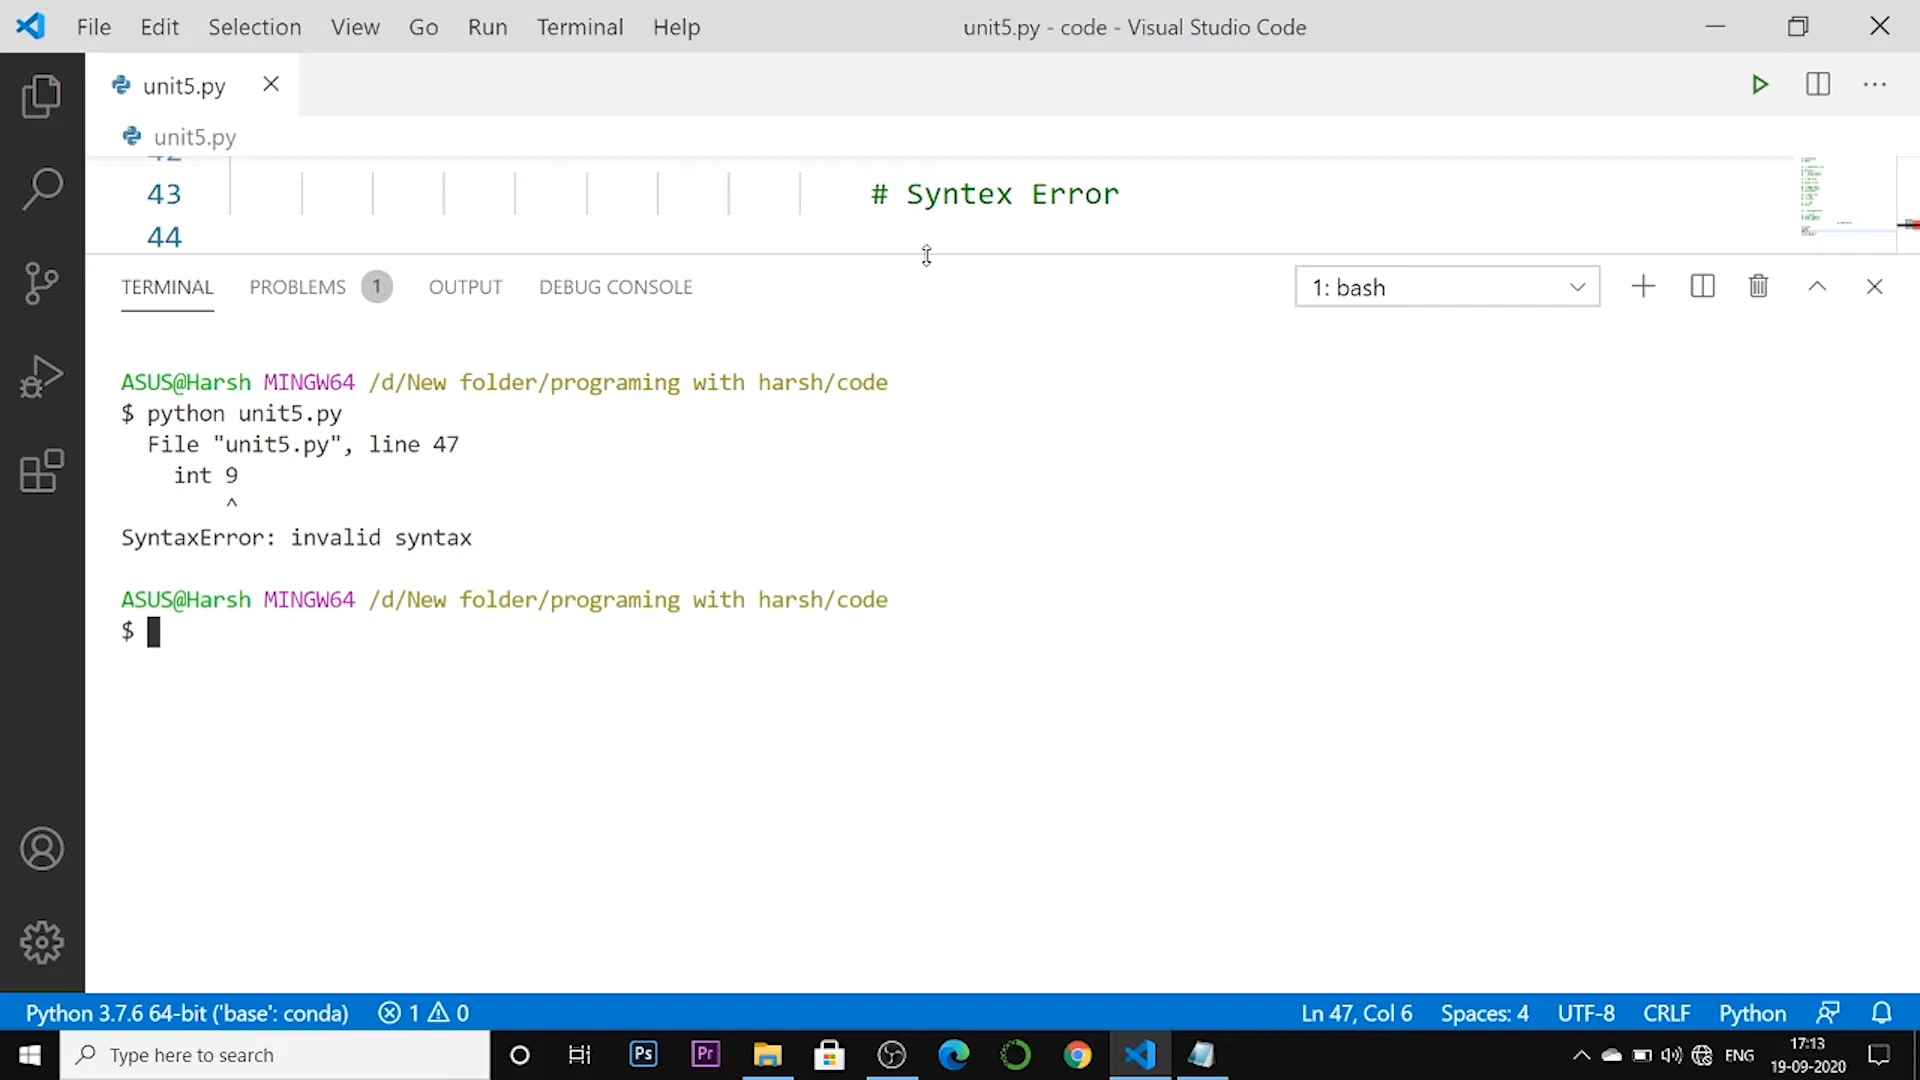 File Edit Selection View Go Run Terminal Help unit5.py - code - Visual Studio Code
unit5.py
unit5.py
43 # Syntex Error
44
TERMINAL PROBLEMS 1 OUTPUT DEBUG CONSOLE 1: bash
ASUS@Harsh MINGW64 /d/New folder/programing with harsh/code
$ python unit5.py
File "unit5.py", line 47
int 9
^
SyntaxError: invalid syntax
ASUS@Harsh MINGW64 /d/New folder/programing with harsh/code
$
Python 3.7.6 64-bit ('base': conda) 1 0 Ln 47, Col 6 Spaces: 4 UTF-8 CRLF Python
Type here to search Ps Pr ENG 17:13
19-09-2020